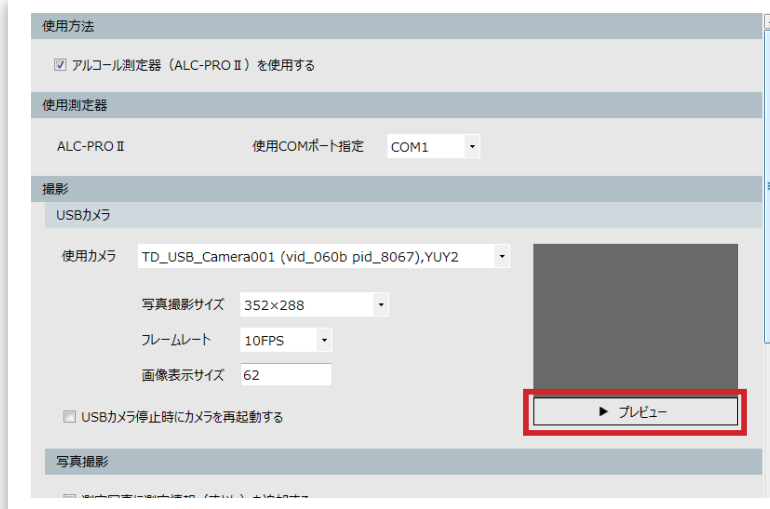 使用方法
アルコール測定器（ALC-PROⅡ）を使用する
使用測定器
ALC-PROⅡ 使用COMポート指定 COM1
撮影
USBカメラ
使用カメラ TD_USB_Camera001 (vid_060b pid_8067),YUY2
写真撮影サイズ 352×288
フレームレート 10FPS
画像表示サイズ 62
USBカメラ停止時にカメラを再起動する
▶ プレビュー
写真撮影